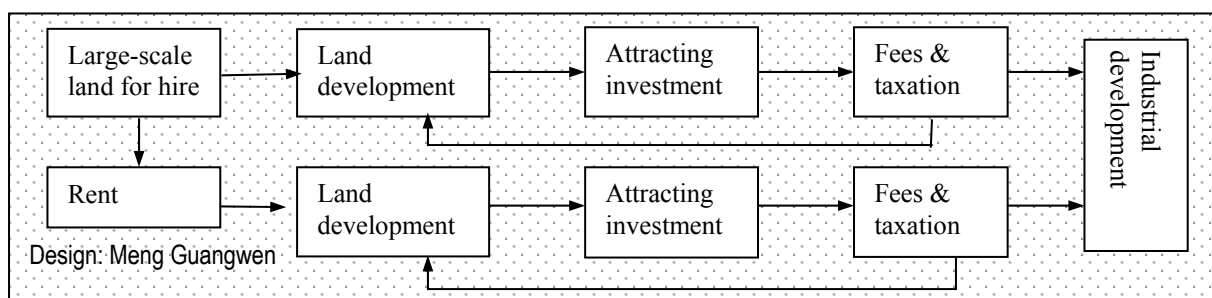 Large-scale
land for hire
Land
development
Attracting
investment
Fees &
taxation
Industrial
development
Rent
Land
development
Attracting
investment
Fees &
taxation
Design: Meng Guangwen